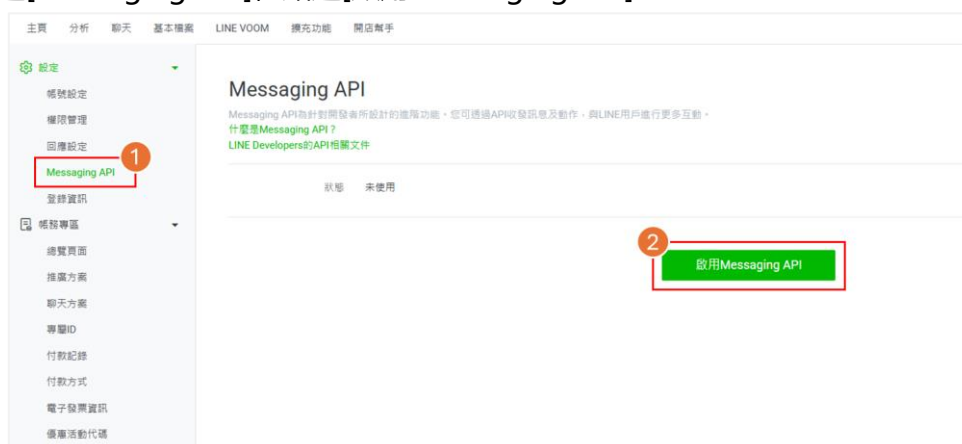 主頁 分析 聊天 基本檔案 LINE VOOM 擴充功能 開店幫手
設定
帳號設定
權限管理
回應設定
1
Messaging API
登錄資訊
帳務專區
總覽頁面
推廣方案
聊天方案
專屬ID
付款記錄
付款方式
電子發票資訊
優惠活動代碼
Messaging API
Messaging API為針對開發者所設計的進階功能。您可透過API收發訊息及動作，與LINE用戶進行更多互動。
什麼是Messaging API？
LINE Developers的API相關文件
狀態 未使用
2
啟用Messaging API